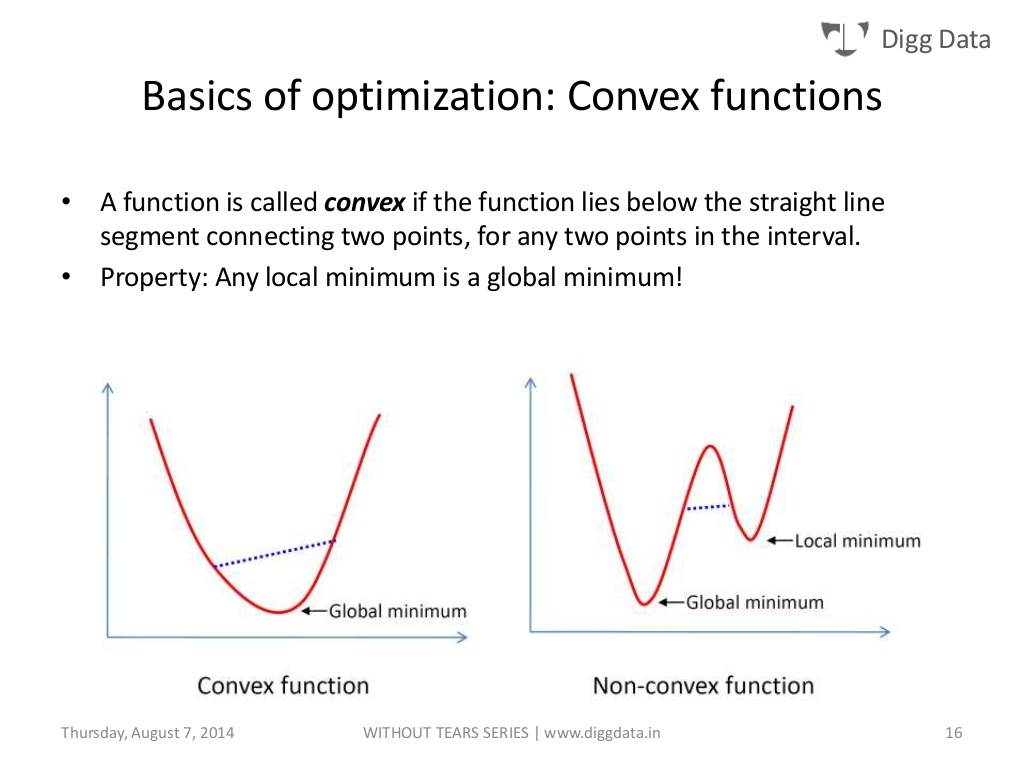 Digg Data
Basics of optimization: Convex functions
• A function is called convex if the function lies below the straight line
segment connecting two points, for any two points in the interval.
• Property: Any local minimum is a global minimum!
Global minimum
Convex function
Local minimum
Global minimum
Non-convex function
Thursday, August 7, 2014
WITHOUT TEARS SERIES | www.diggdata.in
16